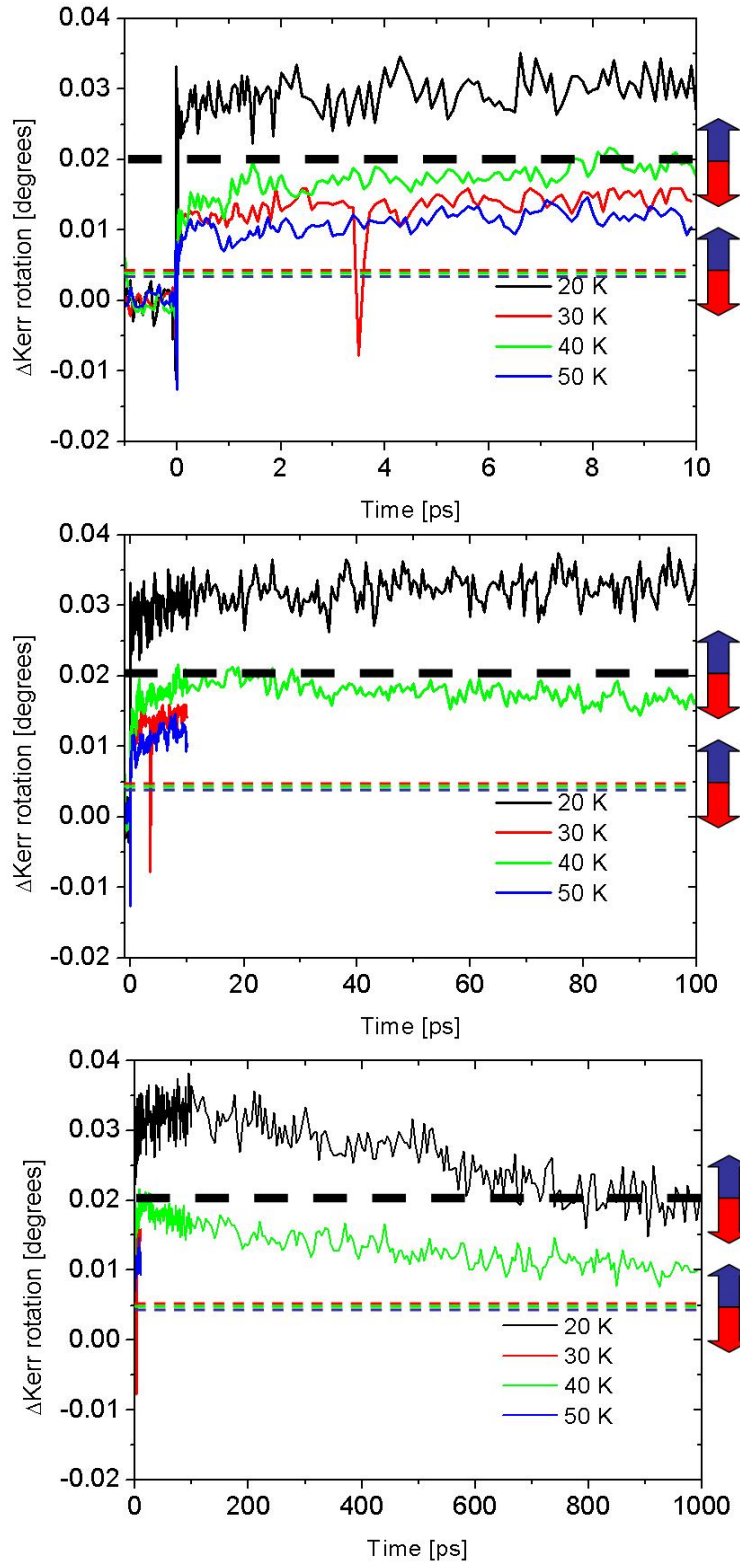 0.04
0.03
0.02
0.01
0.00
-0.01
-0.02
ΔKerr rotation [degrees]
20 K
30 K
40 K
50 K
0 2 4 6 8 10
Time [ps]
0.04
0.03
0.02
0.01
0.00
-0.01
-0.02
ΔKerr rotation [degrees]
20 K
30 K
40 K
50 K
0 20 40 60 80 100
Time [ps]
0.04
0.03
0.02
0.01
0.00
-0.01
-0.02
ΔKerr rotation [degrees]
20 K
30 K
40 K
50 K
0 200 400 600 800 1000
Time [ps]